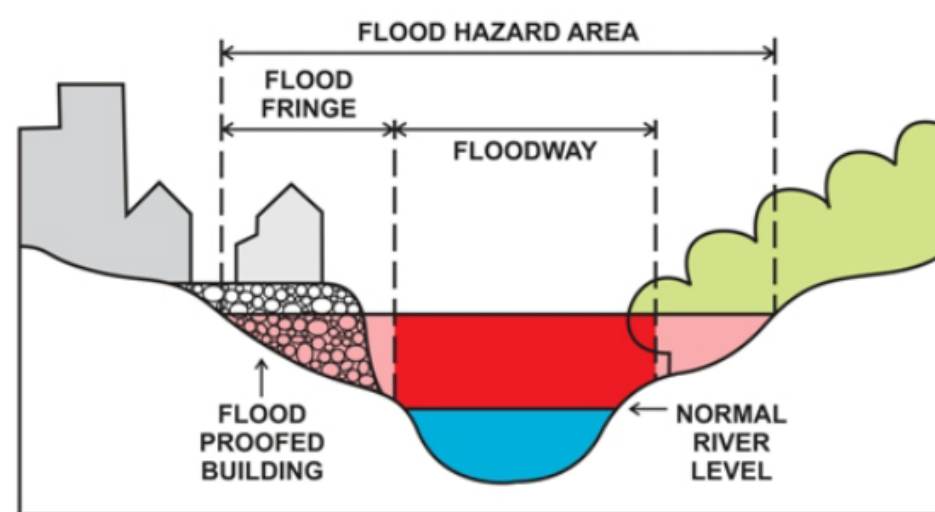 FLOOD HAZARD AREA
FLOOD
FRINGE
FLOODWAY
FLOOD
PROOFED
BUILDING
NORMAL
RIVER
LEVEL